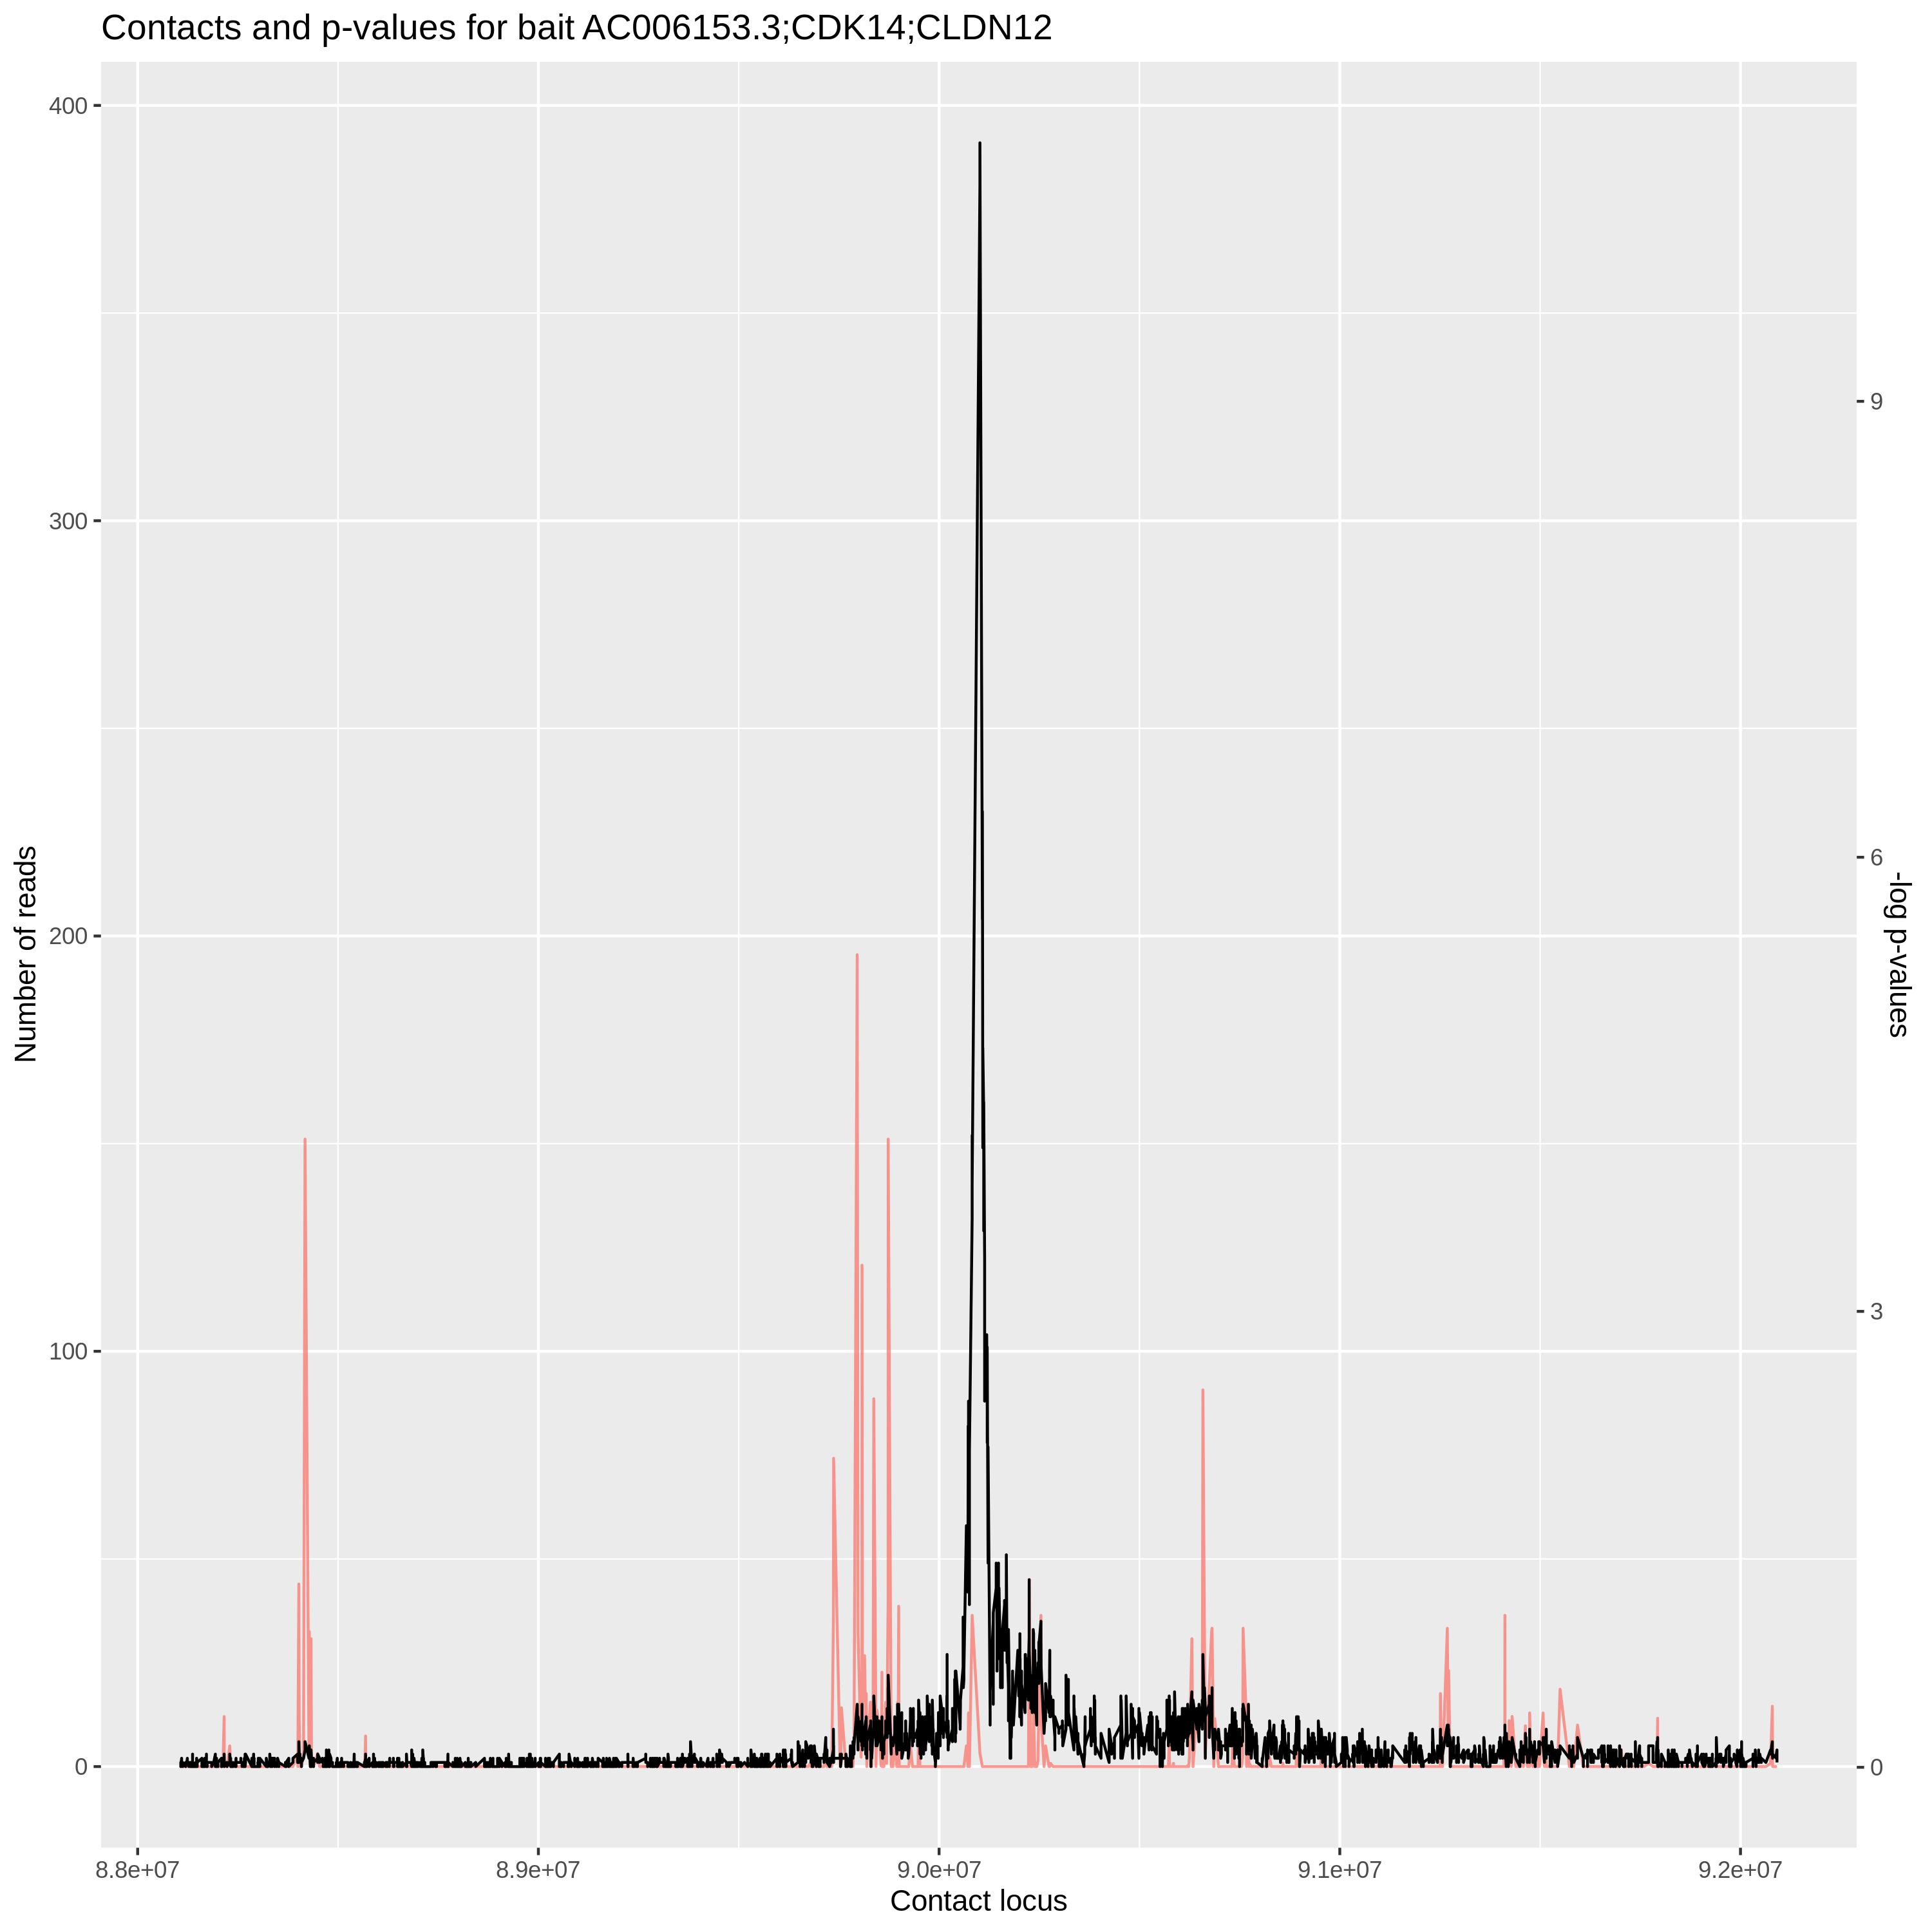 Contacts and p-values for bait AC006153.3;CDK14;CLDN12
400
300
200
100
0
Number of reads
9
6
3
0
-log p-values
8.8e+07
8.9e+07
9.0e+07
9.1e+07
9.2e+07
Contact locus